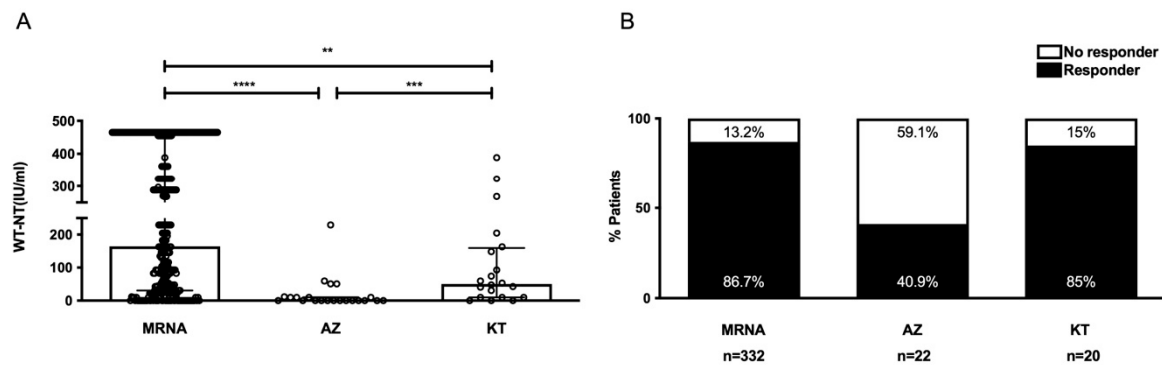 A
**
**** ***
WT-NT(IU/ml)
500
400
300
200
100
0
MRNA AZ KT
B
No responder
Responder
% Patients
100
50
0
13.2% 59.1% 15%
86.7% 40.9% 85%
MRNA AZ KT
n=332 n=22 n=20